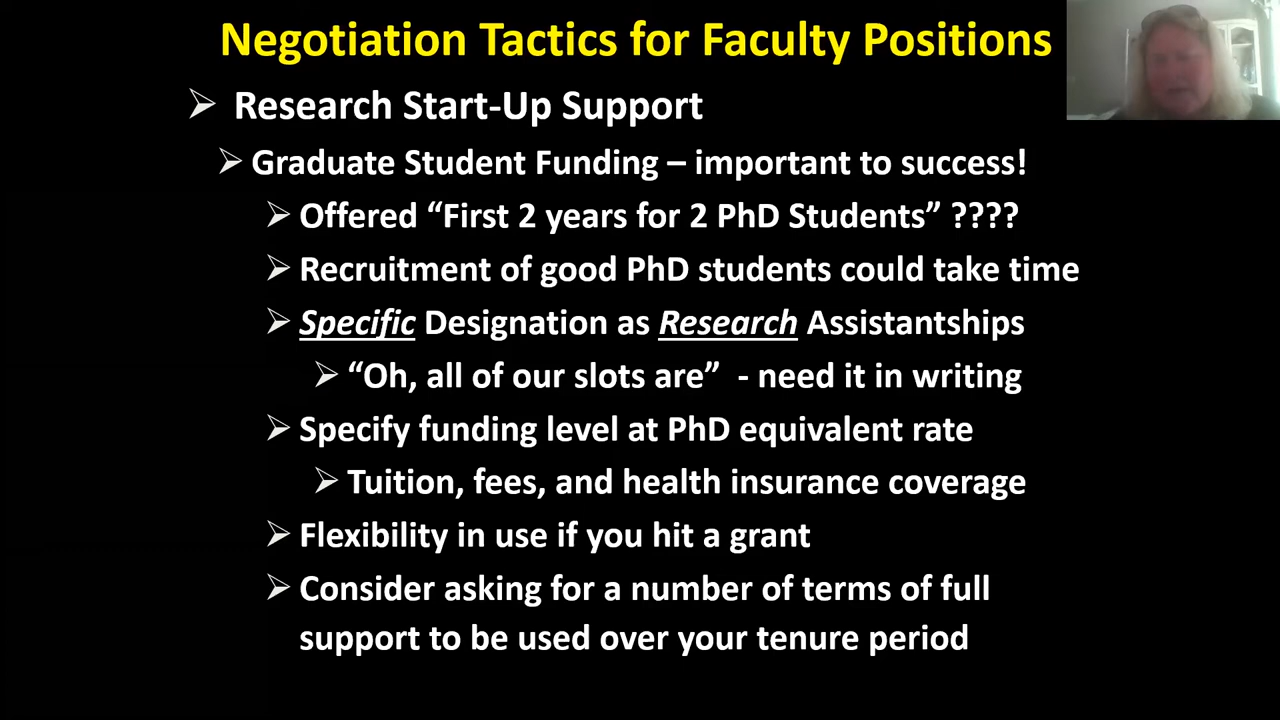 Negotiation Tactics for Faculty Positions
➢ Research Start-Up Support
➢ Graduate Student Funding – important to success!
➢ Offered “First 2 years for 2 PhD Students” ????
➢ Recruitment of good PhD students could take time
➢ Specific Designation as Research Assistantships
➢ “Oh, all of our slots are” - need it in writing
➢ Specify funding level at PhD equivalent rate
➢ Tuition, fees, and health insurance coverage
➢ Flexibility in use if you hit a grant
➢ Consider asking for a number of terms of full
support to be used over your tenure period